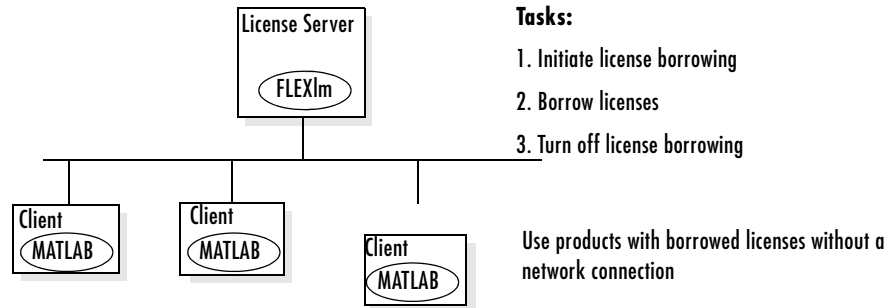 License Server
FLEXlm
Tasks:
1. Initiate license borrowing
2. Borrow licenses
3. Turn off license borrowing
Client
MATLAB
Client
MATLAB
Client
MATLAB
Use products with borrowed licenses without a
network connection